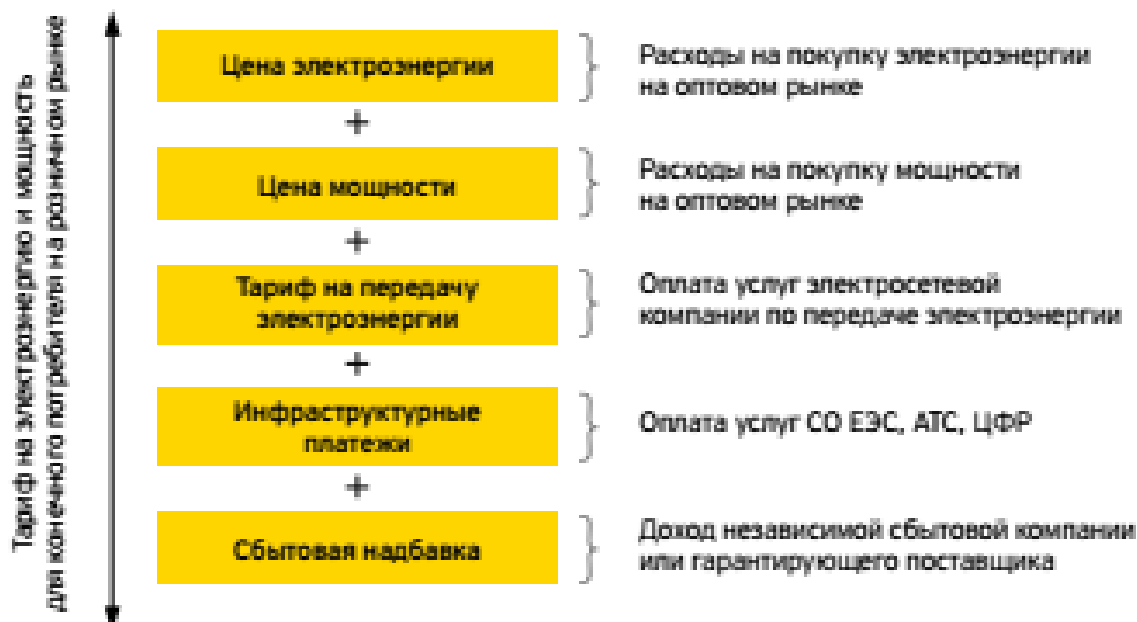 Тариф на электроэнергию и мощность
для конечного потребителя на розничном рынке
Цена электроэнергии
Расходы на покупку электроэнергии
на оптовом рынке
+
Цена мощности
Расходы на покупку мощности
на оптовом рынке
+
Тариф на передачу
электроэнергии
Оплата услуг электросетевой
компании по передаче электроэнергии
+
Инфраструктурные
платежи
Оплата услуг СО ЕЭС, АТС, ЦФР
+
Сбытовая надбавка
Доход независимой сбытовой компании
или гарантирующего поставщика